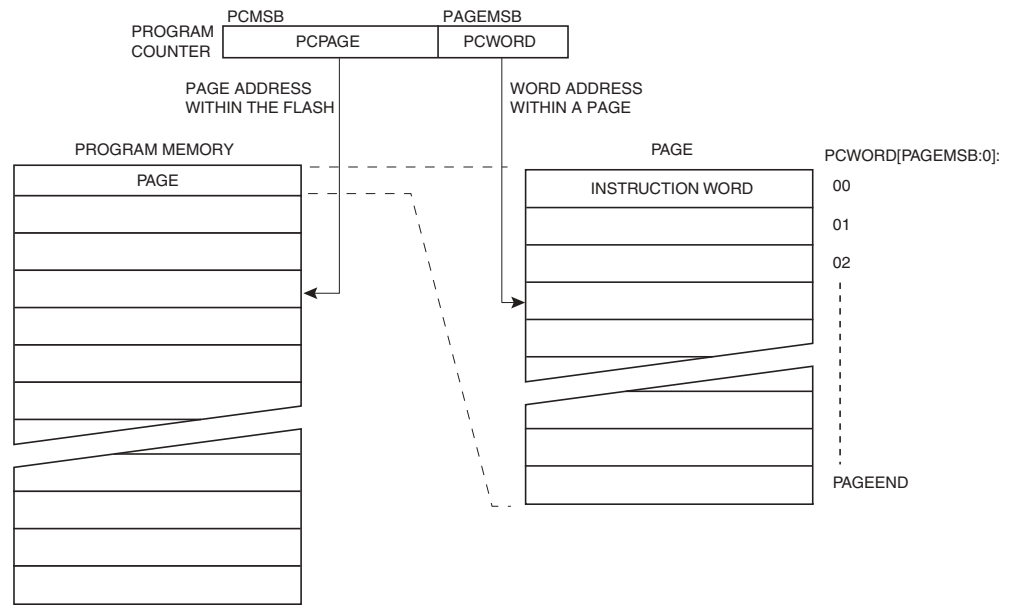 PCMSB
PAGEMSB
PROGRAM
COUNTER
PCPAGE
PCWORD
PAGE ADDRESS
WITHIN THE FLASH
WORD ADDRESS
WITHIN A PAGE
PROGRAM MEMORY
PAGE
PAGE
PCWORD[PAGEMSB:0]:
INSTRUCTION WORD
00
01
02
PAGEEND